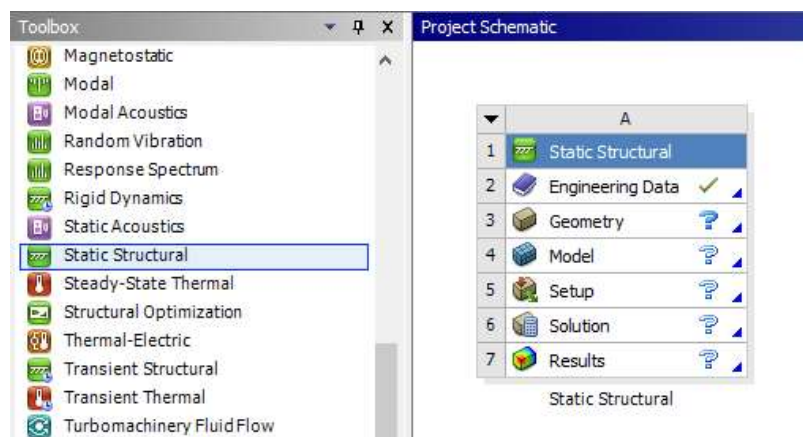 Toolbox
Magnetostatic
Modal
Modal Acoustics
Random Vibration
Response Spectrum
Rigid Dynamics
Static Acoustics
Static Structural
Steady-State Thermal
Structural Optimization
Thermal-Electric
Transient Structural
Transient Thermal
Turbomachinery Fluid Flow
Project Schematic
A
1 Static Structural
2 Engineering Data
3 Geometry
4 Model
5 Setup
6 Solution
7 Results
Static Structural